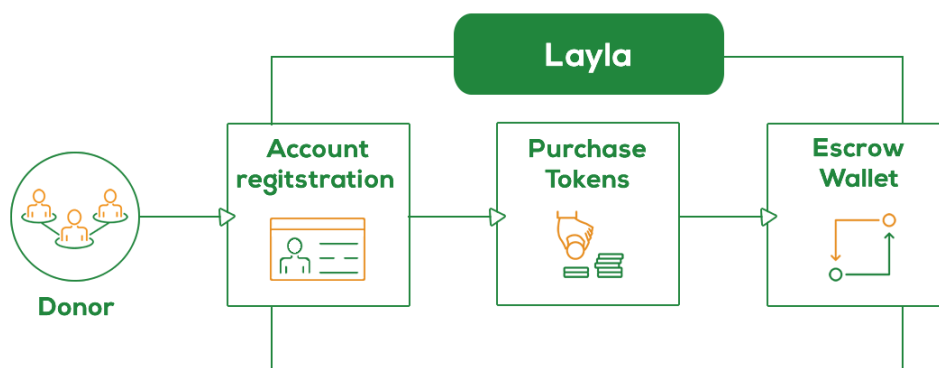 Layla
Account
regitstration
Purchase
Tokens
Escrow
Wallet
Donor